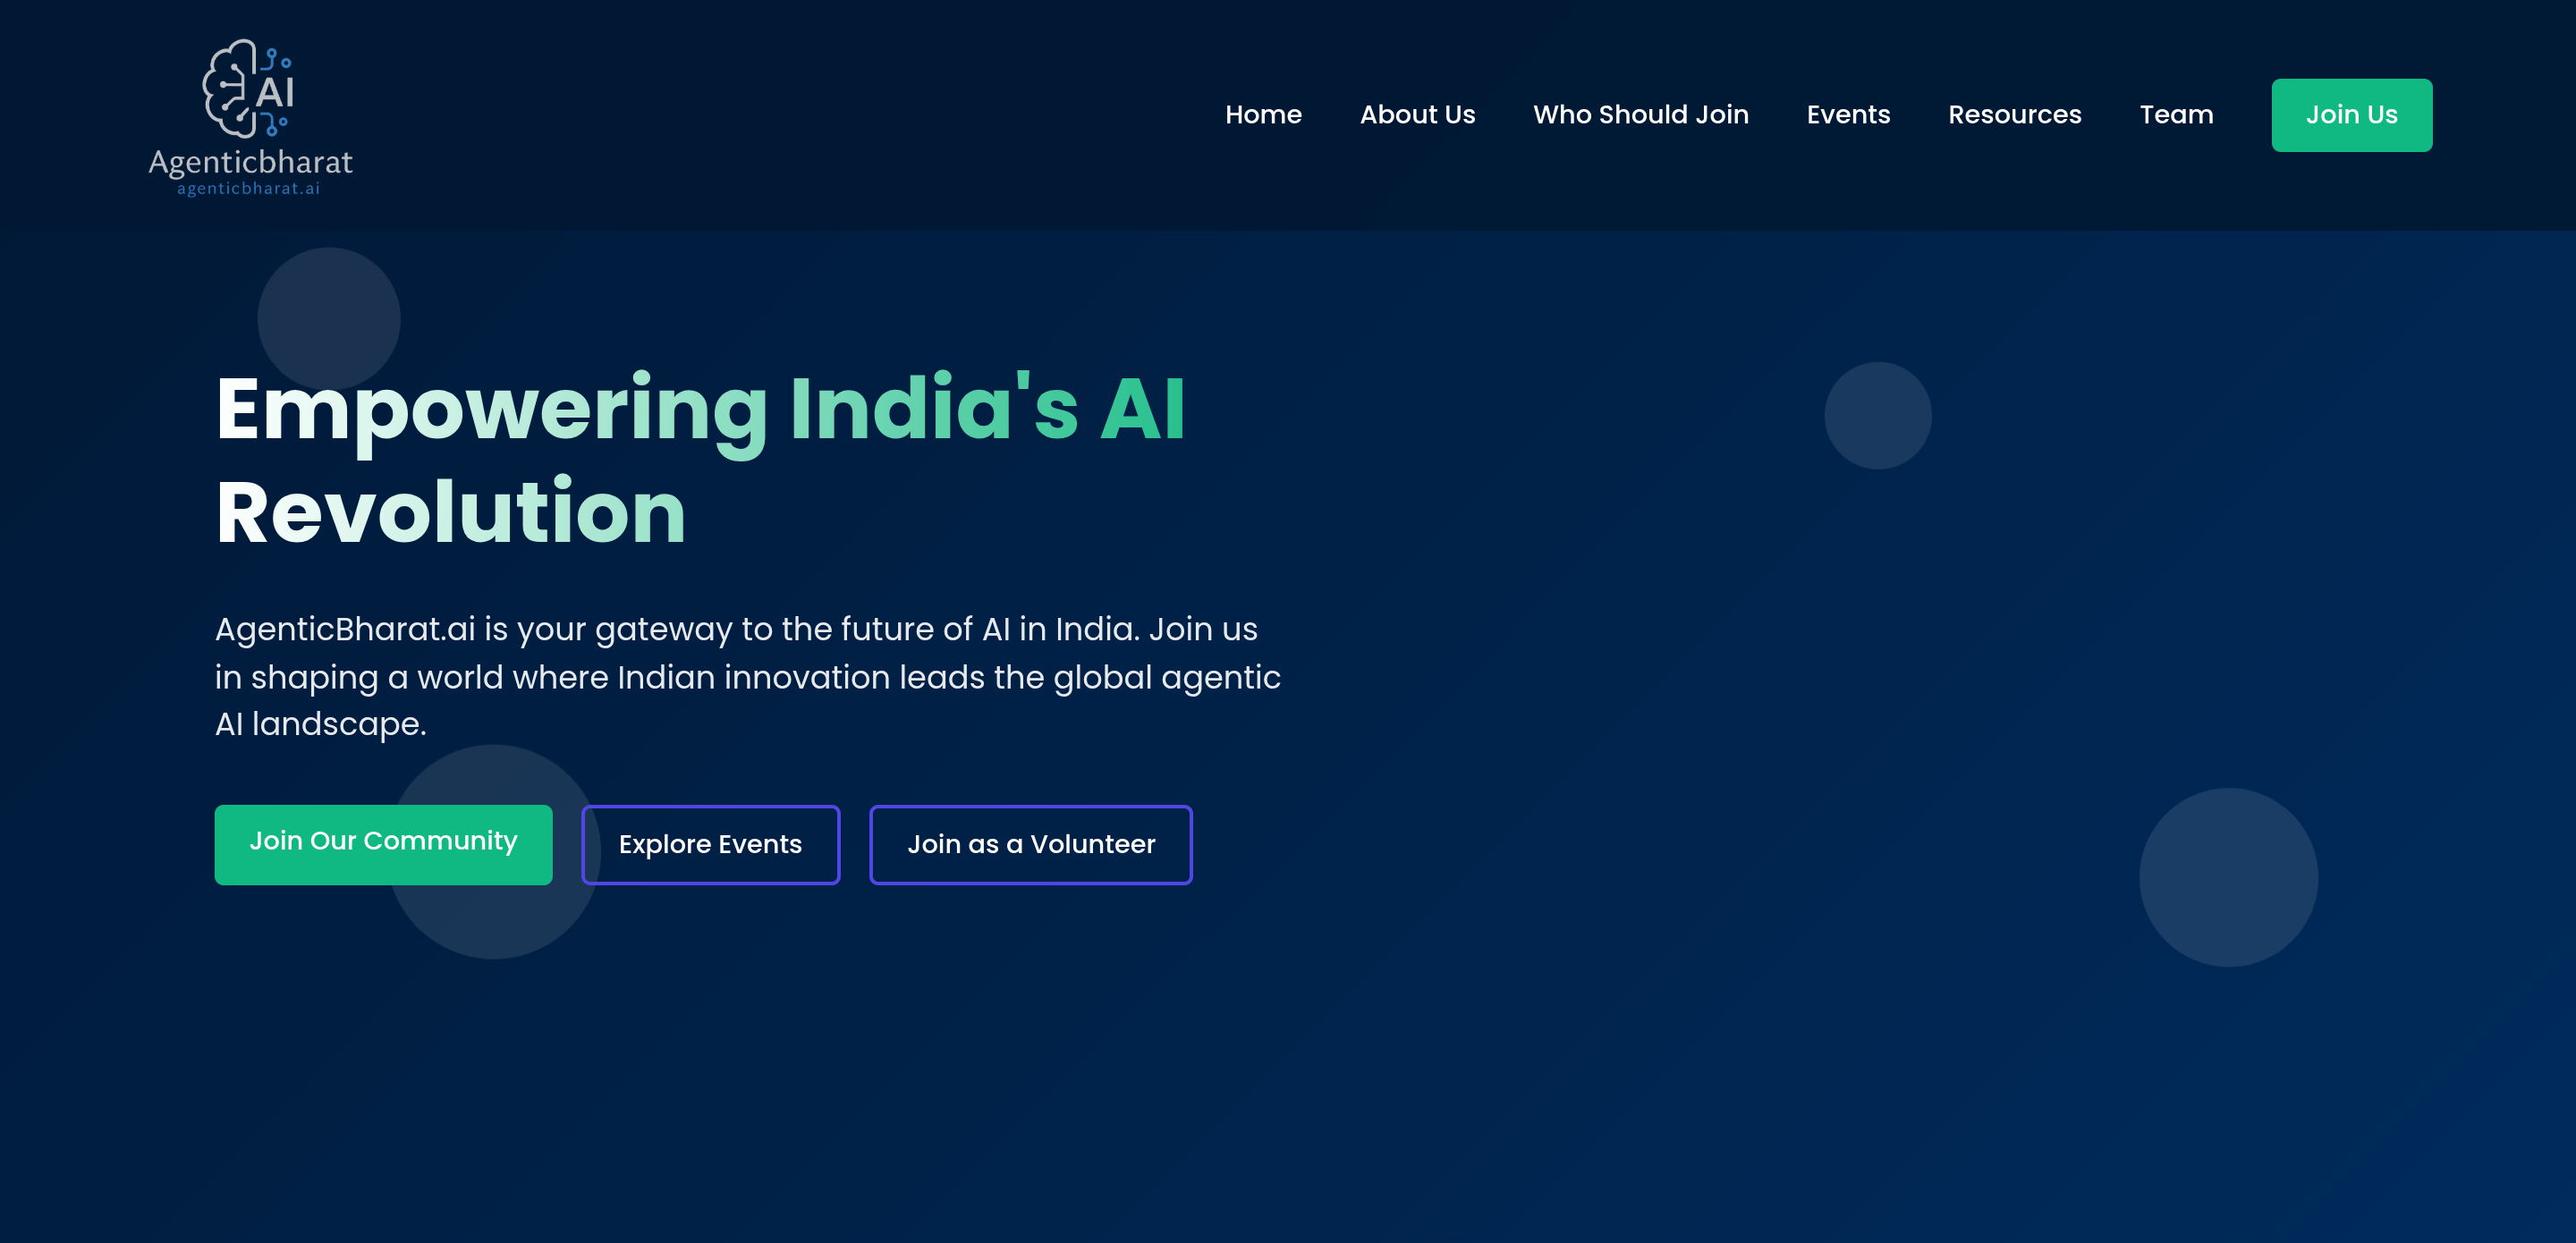 AI
Agenticbharat
agenticbharat.ai
Home About Us Who Should Join Events Resources Team Join Us
Empowering India's AI
Revolution
AgenticBharat.ai is your gateway to the future of AI in India. Join us
in shaping a world where Indian innovation leads the global agentic
AI landscape.
Join Our Community Explore Events Join as a Volunteer